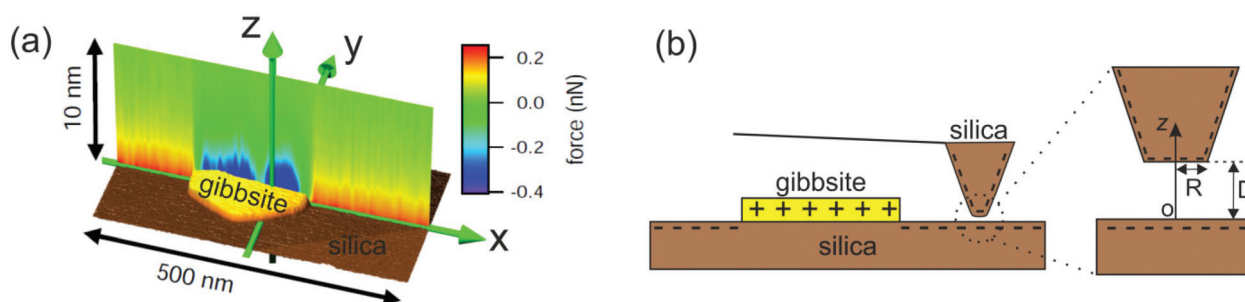 (a)
z
y
x
10 nm
500 nm
gibbsite
silica
0.2
0.0
-0.2
-0.4
force (nN)
(b)
silica
gibbsite
+ + + + + +
silica
z
R
o